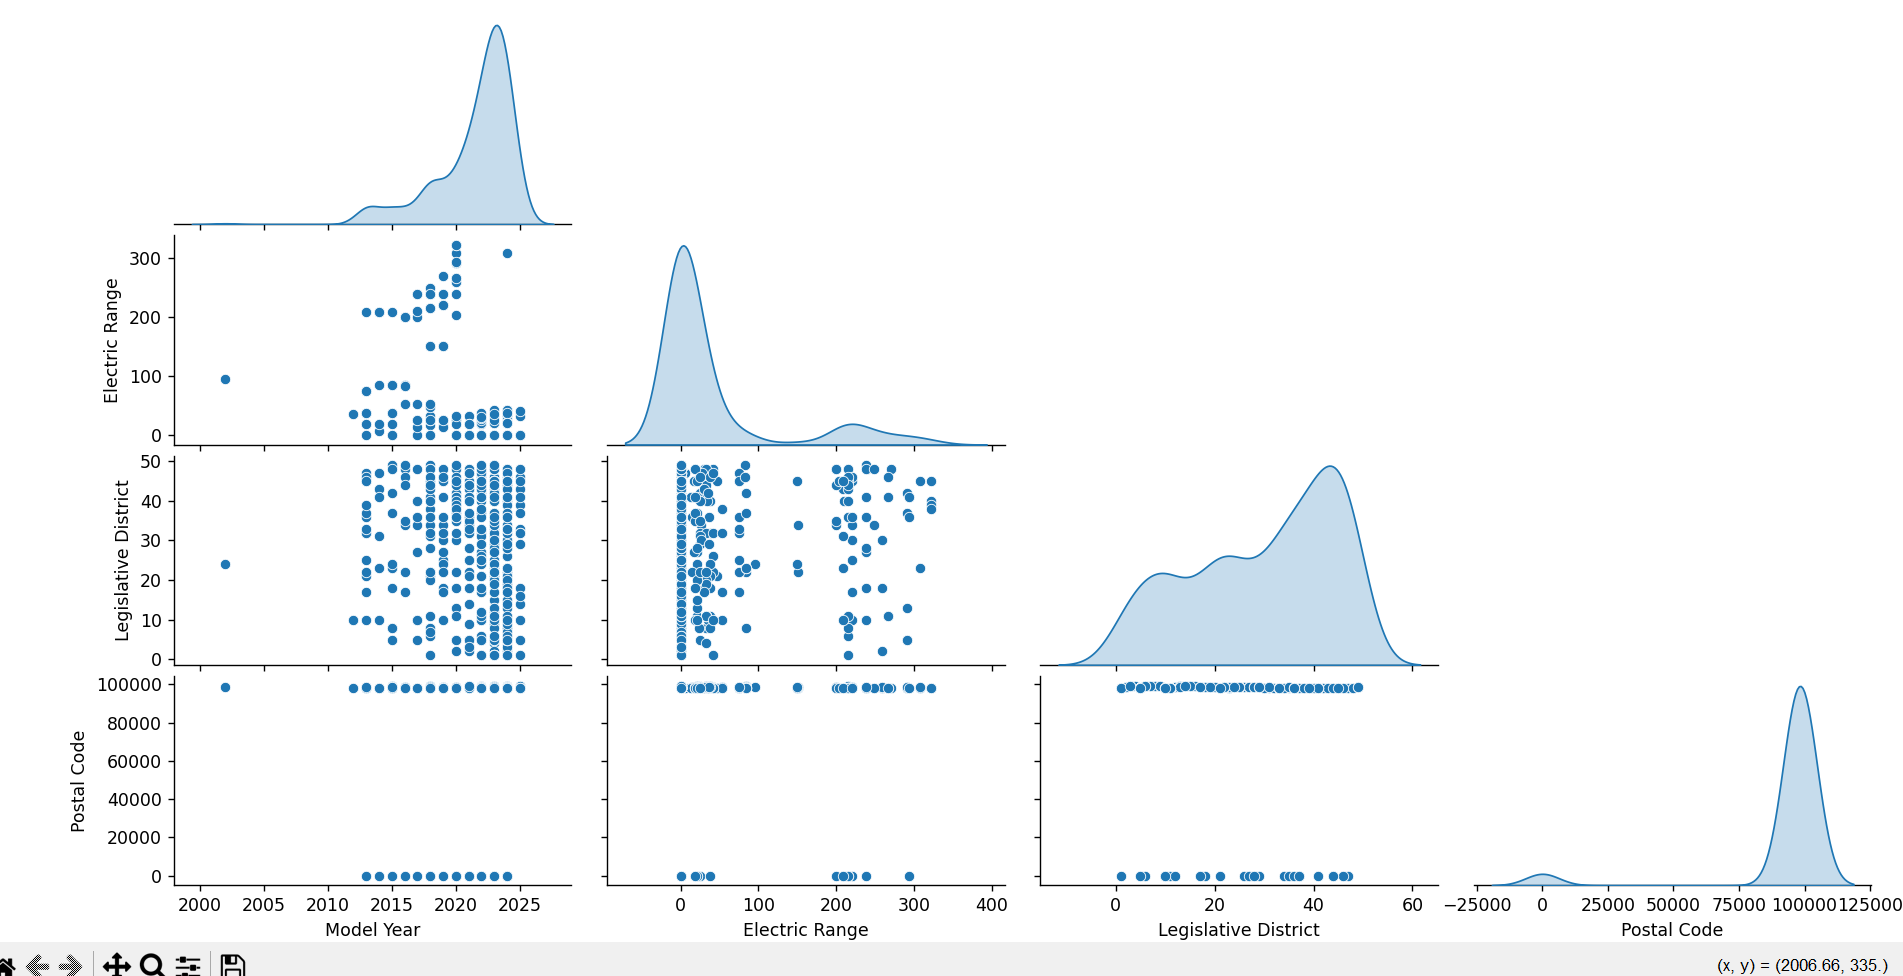 300
200
100
0
Electric Range
50
40
30
20
10
0
Legislative District
100000
80000
60000
40000
20000
0
Postal Code
2000 2005 2010 2015 2020 2025
0 100 200 300 400
0 20 40 60
−25000 0 25000 50000 75000 100000 125000
Model Year
Electric Range
Legislative District
Postal Code
(x, y) = (2006.66, 335.)